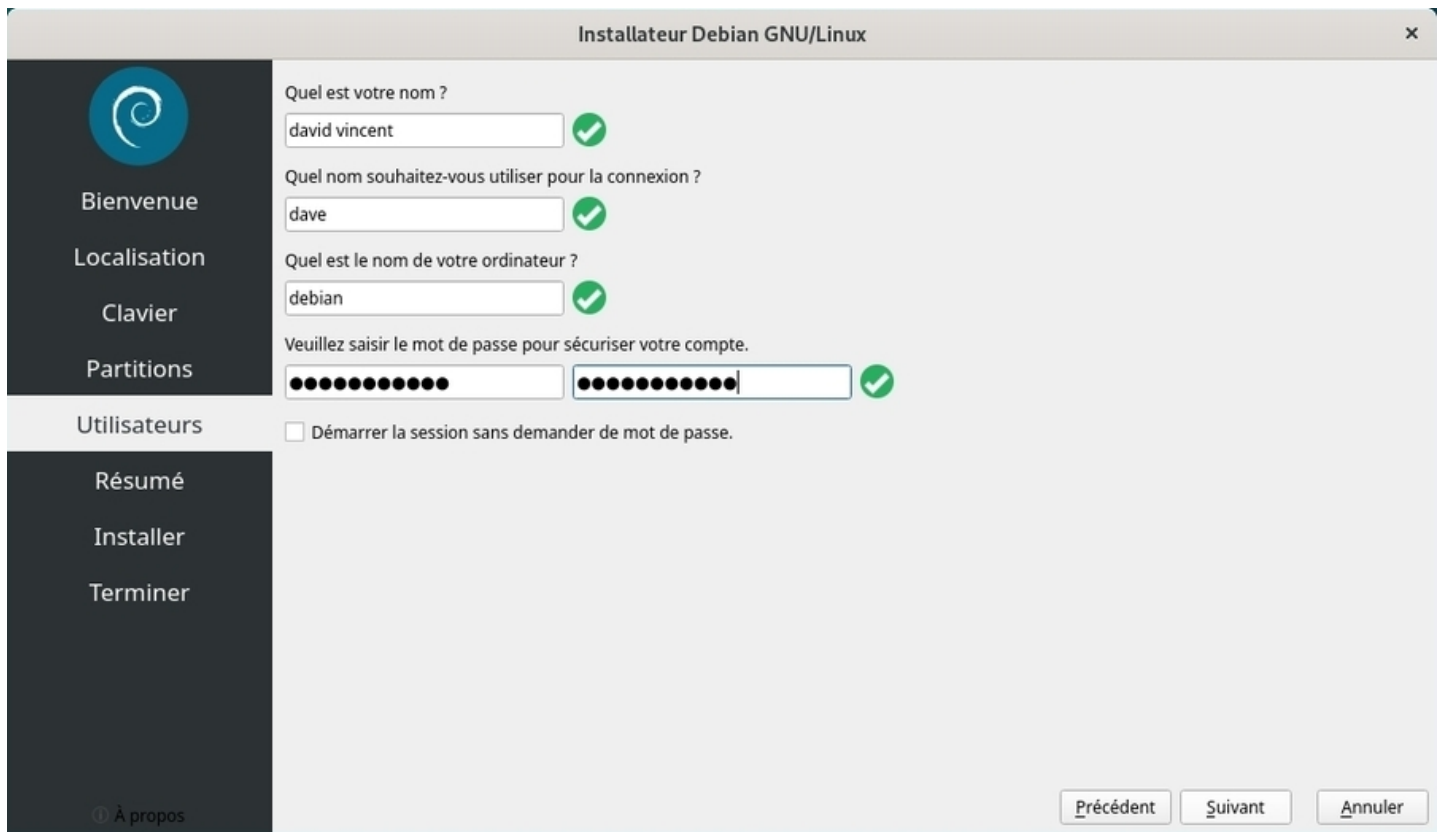 Installateur Debian GNU/Linux
Bienvenue
Localisation
Clavier
Partitions
Utilisateurs
Résumé
Installer
Terminer
À propos
Quel est votre nom ?
david vincent
Quel nom souhaitez-vous utiliser pour la connexion ?
dave
Quel est le nom de votre ordinateur ?
debian
Veuillez saisir le mot de passe pour sécuriser votre compte.
●●●●●●●●●●● ●●●●●●●●●●●
Démarrer la session sans demander de mot de passe.
Précédent Suivant Annuler